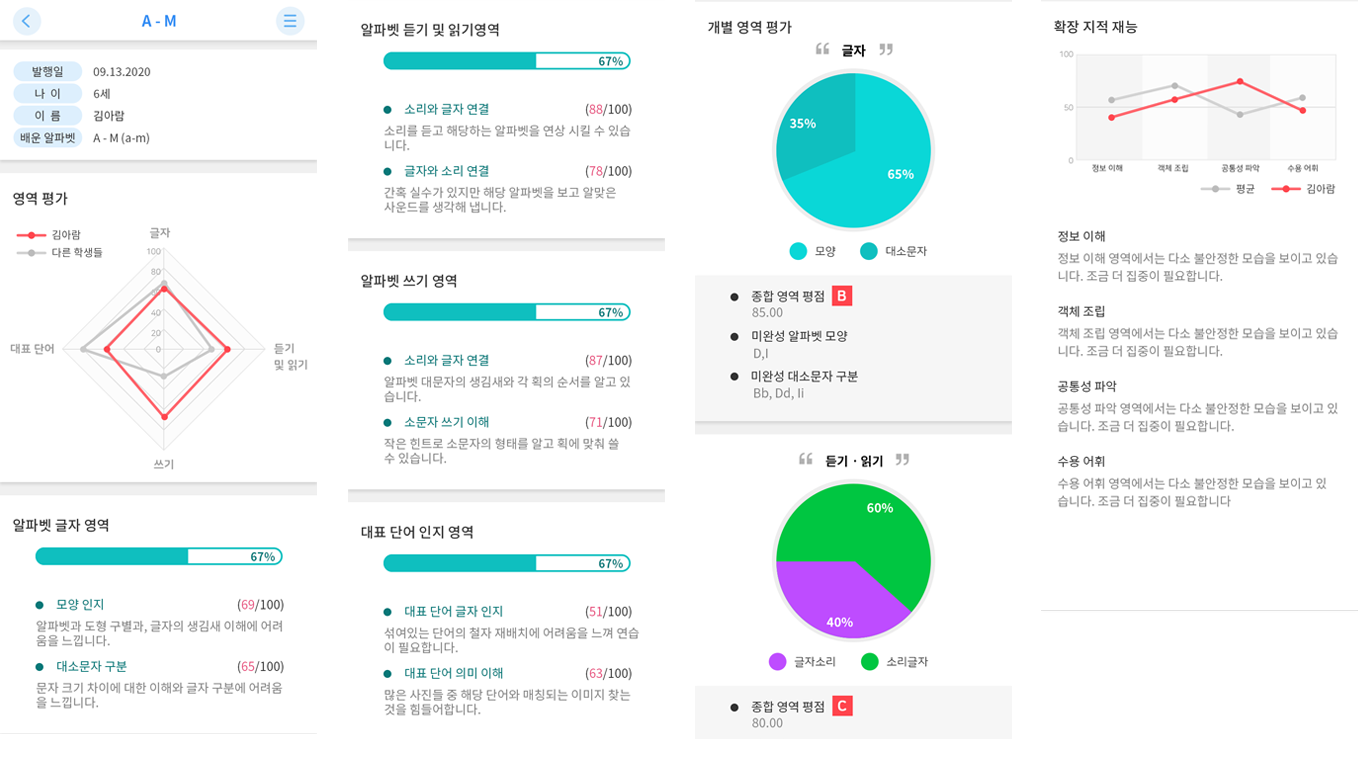 A - M
발행일 09.13.2020
나 이 6세
이 름 김아람
배운 알파벳 A - M (a-m)
영역 평가
김아람
다른 학생들
글자
100
80
40
20
0
대표 단어
듣기
및 읽기
쓰기
알파벳 글자 영역
67%
모양 인지 (69/100)
알파벳과 도형 구별과, 글자의 생김새 이해에 어려
움을 느낍니다.
대소문자 구분 (65/100)
문자 크기 차이에 대한 이해와 글자 구분에 어려움
을 느낍니다.
알파벳 듣기 및 읽기영역
67%
소리와 글자 연결 (88/100)
소리를 듣고 해당하는 알파벳을 연상 시킬 수 있습
니다.
글자와 소리 연결 (78/100)
간혹 실수가 있지만 해당 알파벳을 보고 알맞은
사운드를 생각해 냅니다.
알파벳 쓰기 영역
67%
소리와 글자 연결 (87/100)
알파벳 대문자의 생김새와 각 획의 순서를 알고 있
습니다.
소문자 쓰기 이해 (71/100)
작은 힌트로 소문자의 형태를 알고 획에 맞춰 쓸
수 있습니다.
대표 단어 인지 영역
67%
대표 단어 글자 인지 (51/100)
섞여있는 단어의 철자 재배치에 어려움을 느껴 연습
이 필요합니다.
대표 단어 의미 이해 (63/100)
많은 사진들 중 해당 단어와 매칭되는 이미지 찾는
것을 힘들어합니다.
개별 영역 평가
“ 글자 ”
35%
65%
모양 대소문자
종합 영역 평점 B
85.00
미완성 알파벳 모양
D,I
미완성 대소문자 구분
Bb, Dd, Ii
“ 듣기 · 읽기 ”
60%
40%
글자소리 소리글자
종합 영역 평점 C
80.00
확장 지적 재능
100
50
0
정보 이해 객체 조립 공통성 파악 수용 어휘
평균 김아람
정보 이해
정보 이해 영역에서는 다소 불안정한 모습을 보이고 있습
니다. 조금 더 집중이 필요합니다.
객체 조립
객체 조립 영역에서는 다소 불안정한 모습을 보이고 있습
니다. 조금 더 집중이 필요합니다.
공통성 파악
공통성 파악 영역에서는 다소 불안정한 모습을 보이고 있
습니다. 조금 더 집중이 필요합니다.
수용 어휘
수용 어휘 영역에서는 다소 불안정한 모습을 보이고 있
습니다. 조금 더 집중이 필요합니다